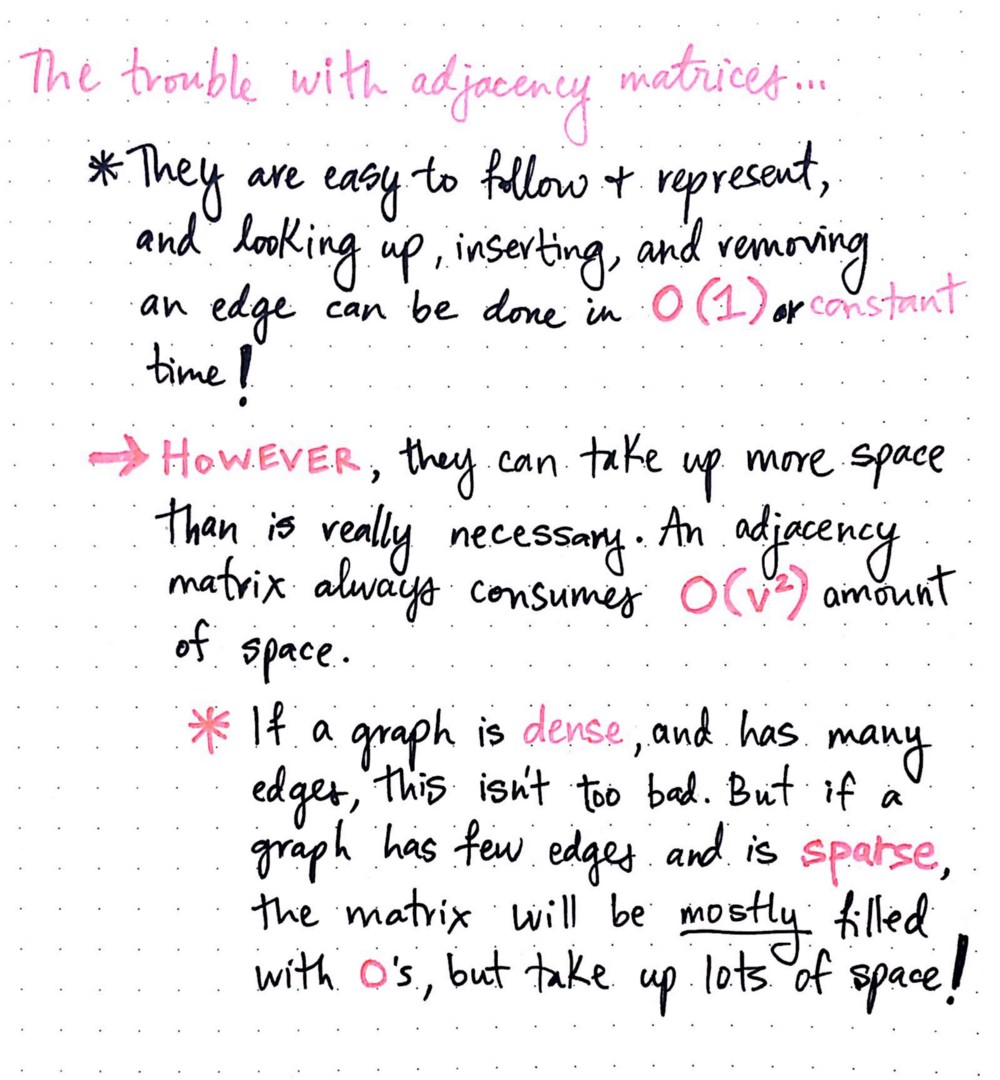 The trouble with adjacency matrices...
* They are easy to follow + represent,
and looking up, inserting, and removing
an edge can be done in O(1) or constant
time!
→ HOWEVER, they can take up more space
than is really necessary. An adjacency
matrix always consumes O(v²) amount
of space.
* If a graph is dense, and has many
edges, this isn't too bad. But if a
graph has few edges and is sparse,
the matrix will be mostly filled
with 0's, but take up lots of space!